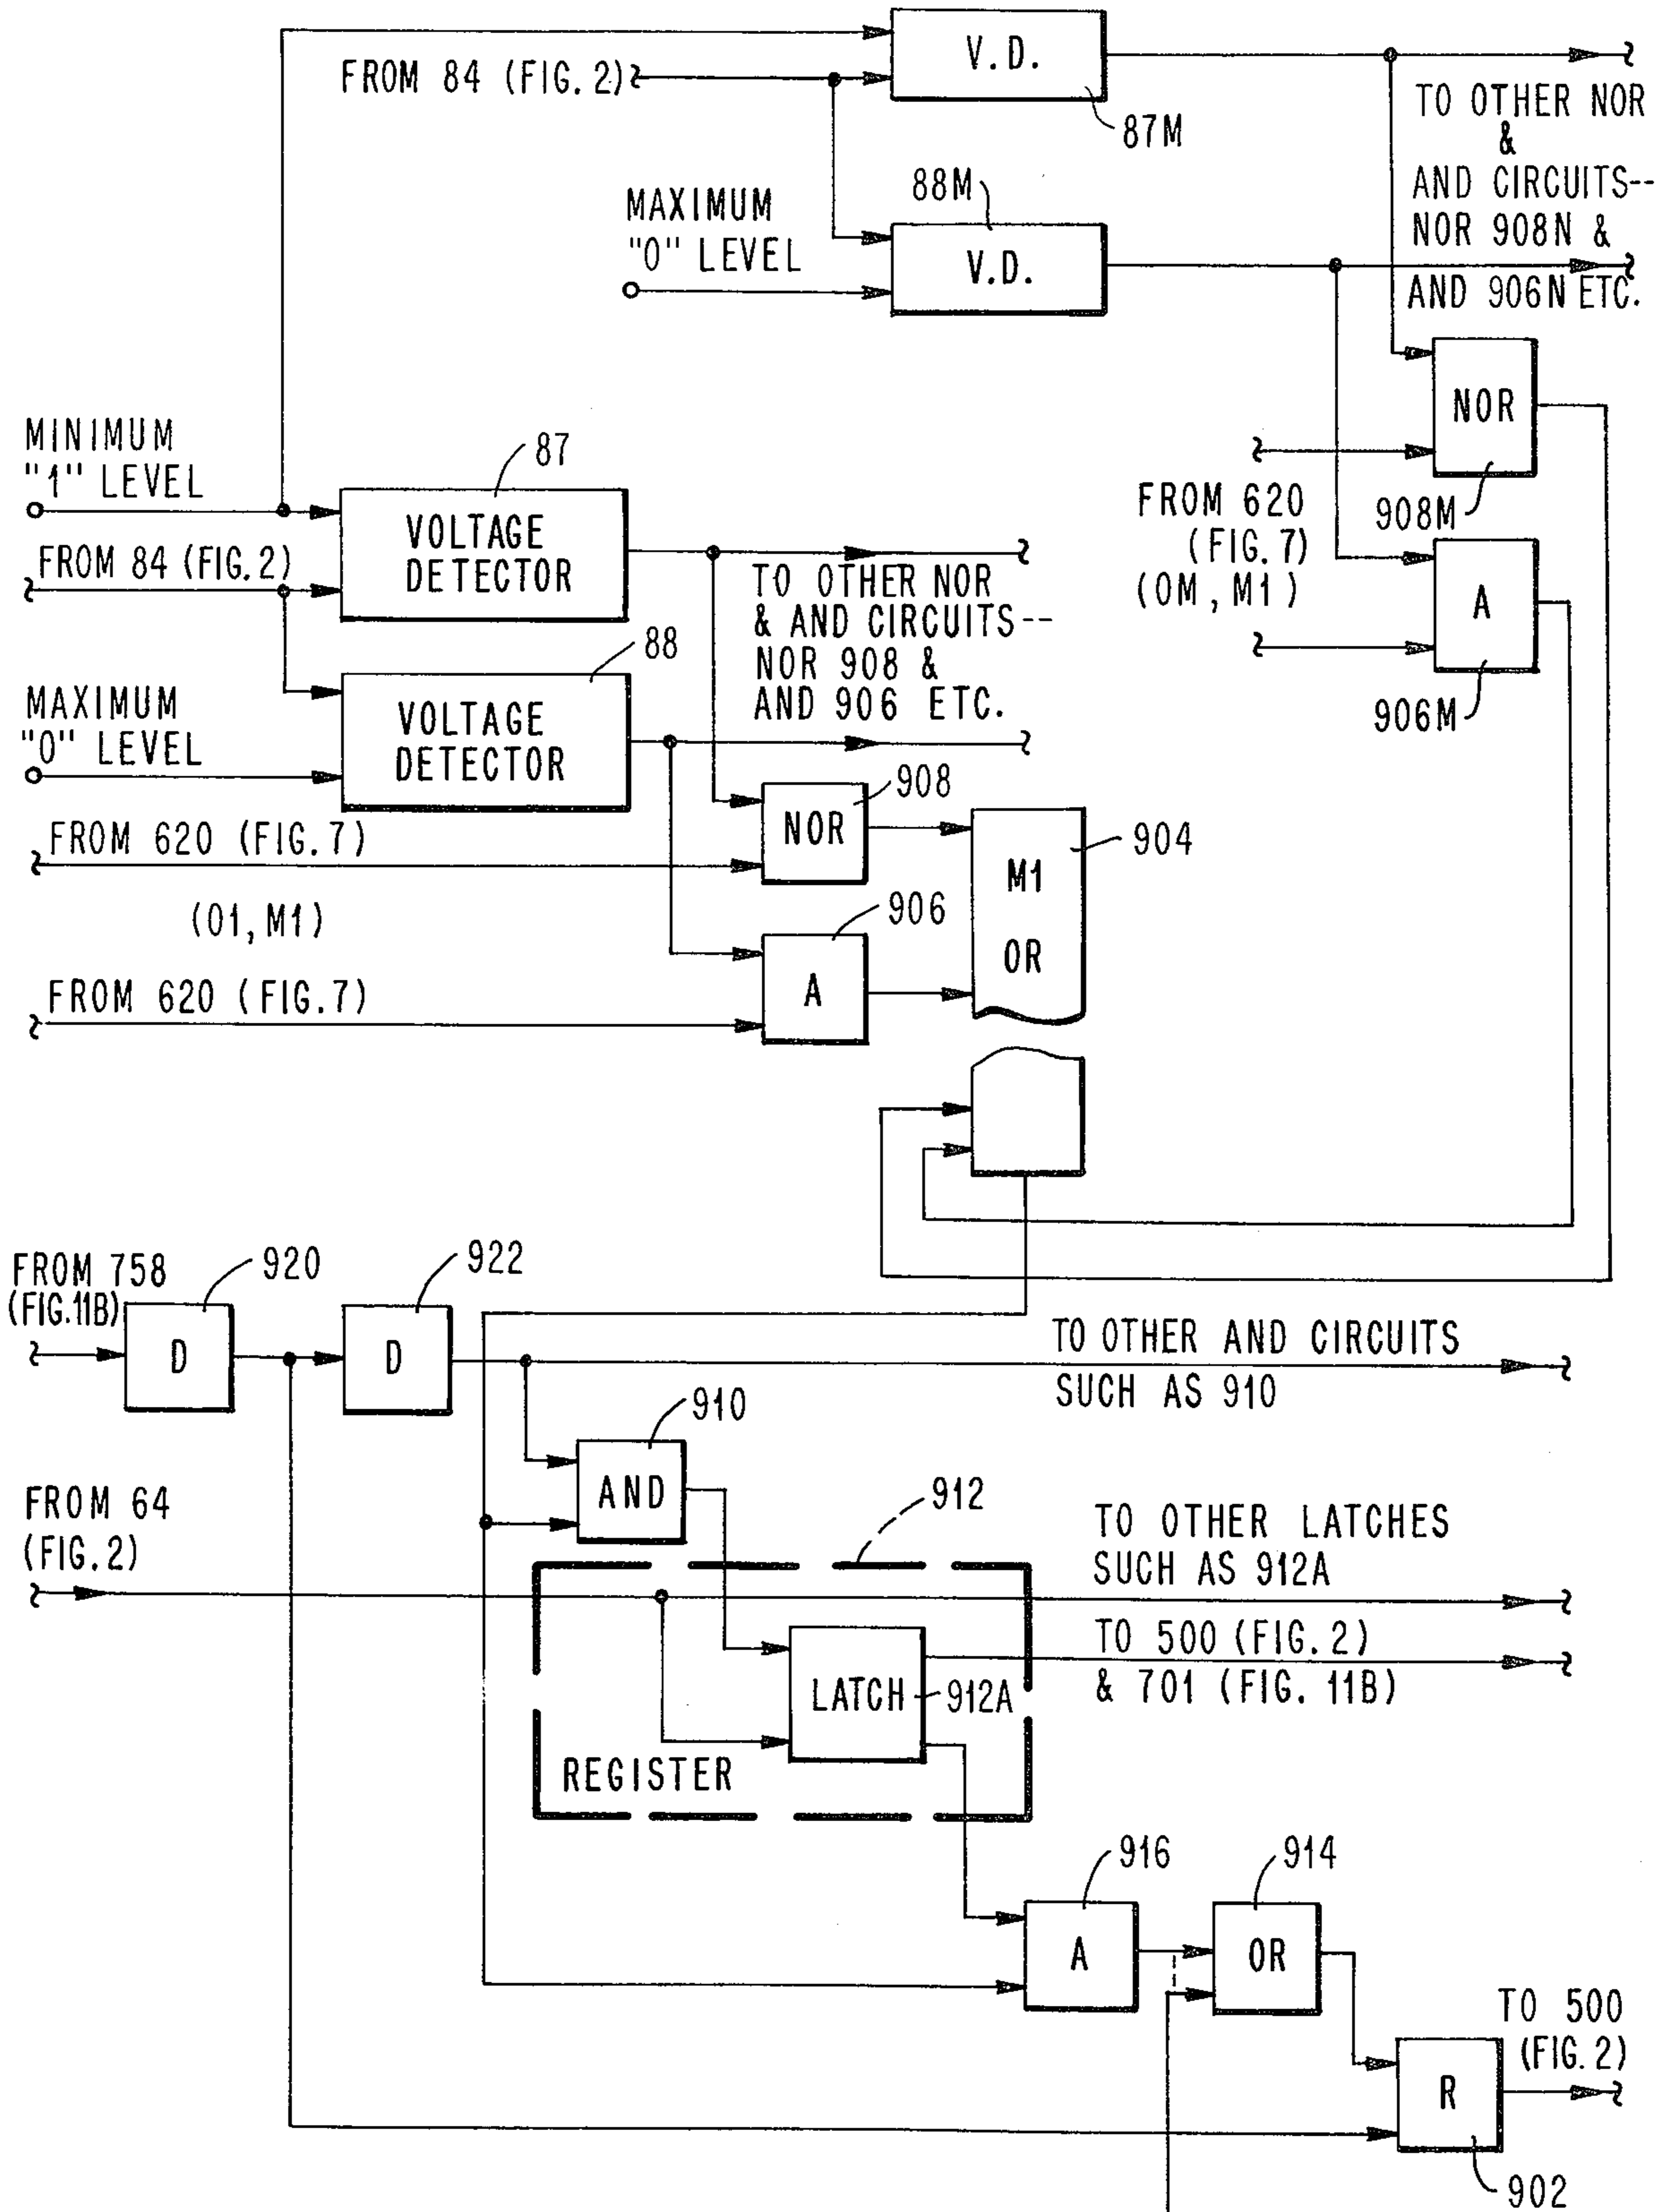 V.D.
FROM 84 (FIG. 2)
87M
TO OTHER NOR
&
AND CIRCUITS--
NOR 908N &
AND 906N ETC.
88M
MAXIMUM
"0" LEVEL
V.D.
MINIMUM
"1" LEVEL
87
VOLTAGE
DETECTOR
FROM 84 (FIG. 2)
NOR
908M
FROM 620
(FIG. 7)
(0M, M1)
A
906M
TO OTHER NOR
& AND CIRCUITS--
NOR 908 &
AND 906 ETC.
88
VOLTAGE
DETECTOR
MAXIMUM
"0" LEVEL
908
NOR
FROM 620 (FIG. 7)
904
M1
OR
(01, M1)
906
A
FROM 620 (FIG. 7)
FROM 758
(FIG. 11B)
920
D
922
D
TO OTHER AND CIRCUITS
SUCH AS 910
910
AND
FROM 64
(FIG. 2)
912
TO OTHER LATCHES
SUCH AS 912A
TO 500 (FIG. 2)
& 701 (FIG. 11B)
LATCH
912A
REGISTER
916
A
914
OR
TO 500
(FIG. 2)
R
902